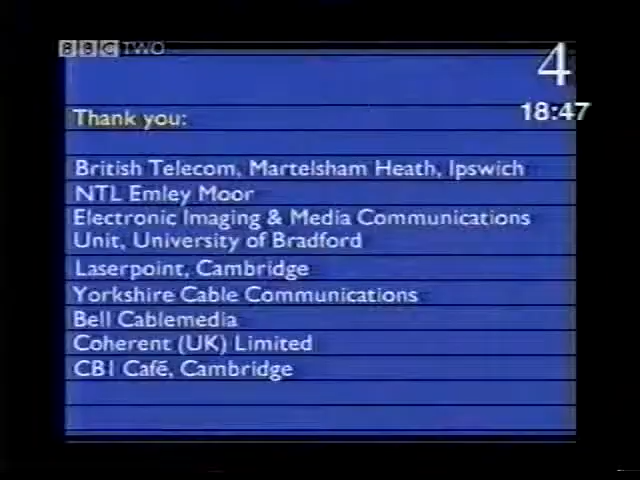 BBC TWO
4
18:47
Thank you:
British Telecom, Martelsham Heath, Ipswich
NTL Emley Moor
Electronic Imaging & Media Communications
Unit, University of Bradford
Laserpoint, Cambridge
Yorkshire Cable Communications
Bell Cablemedia
Coherent (UK) Limited
CB1 Café, Cambridge